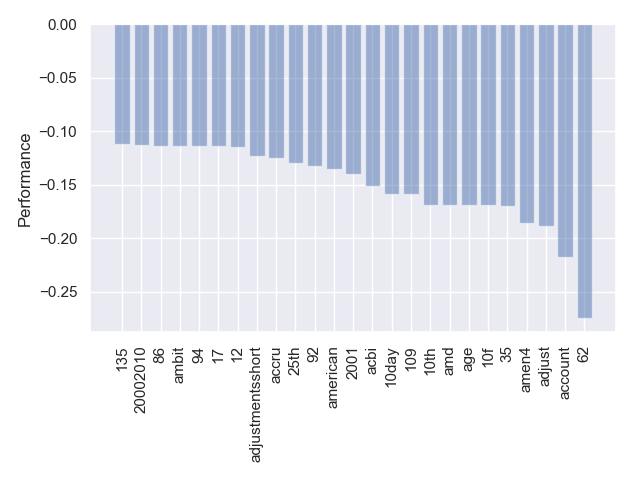 0.00
−0.05
−0.10
−0.15
−0.20
−0.25
Performance
135
20002010
86
ambit
94
17
12
adjustmentsshort
accru
25th
92
american
2001
acbi
10day
109
10th
amd
age
10f
35
amen4
adjust
account
62